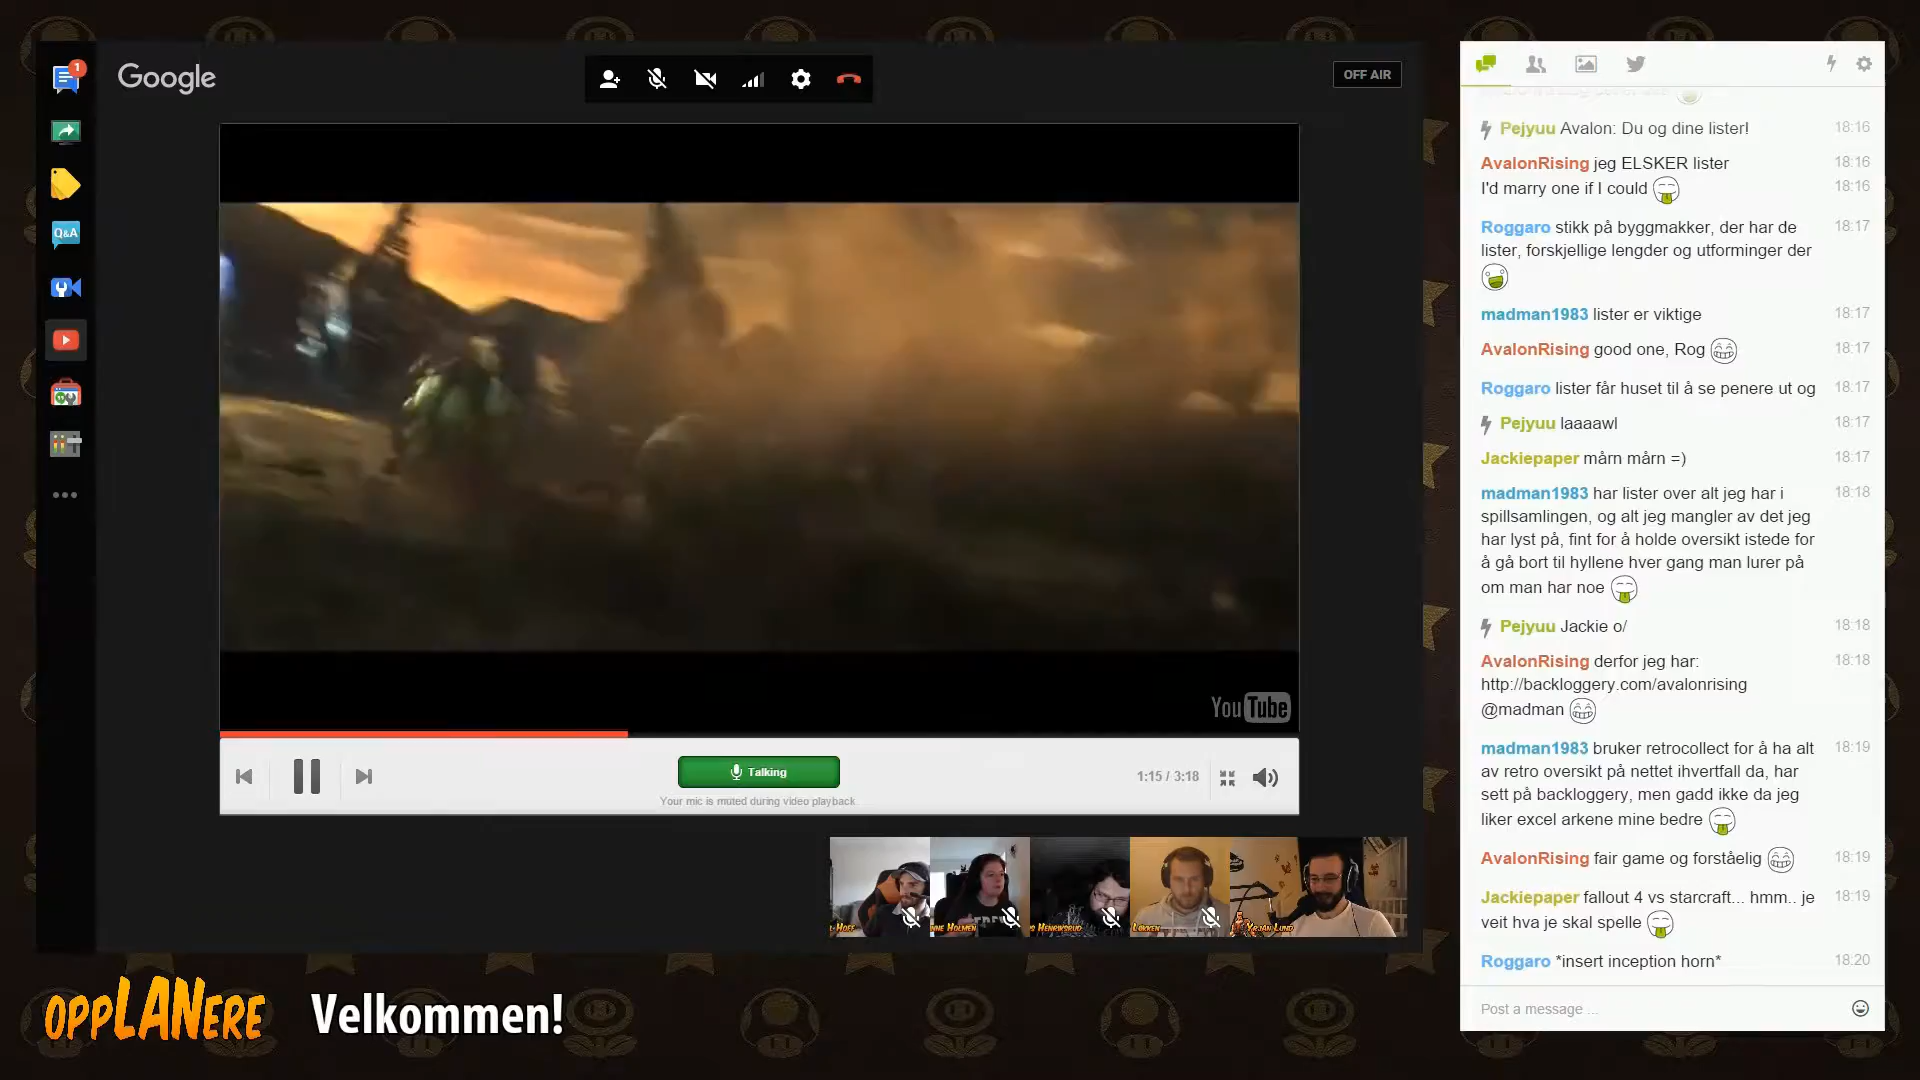 1
Google
OFF AIR
Q&A
YouTube
Talking
Your mic is muted during video playback.
1:15 / 3:18
L-HOFF
NNE HOLMEN
S HENRIKSRUD
LOKKEN
YRJAN LUND
OPPLANERE
Velkommen!
Pejyuu Avalon: Du og dine lister! 18:16
AvalonRising jeg ELSKER lister 18:16
I'd marry one if I could 18:16
Roggaro stikk på byggmakker, der har de 18:17
lister, forskjellige lengder og utforminger der
madman1983 lister er viktige 18:17
AvalonRising good one, Rog 18:17
Roggaro lister får huset til å se penere ut og 18:17
Pejyuu laaaawl 18:17
Jackiepaper mårn mårn =) 18:17
madman1983 har lister over alt jeg har i 18:18
spillsamlingen, og alt jeg mangler av det jeg
har lyst på, fint for å holde oversikt istede for
å gå bort til hyllene hver gang man lurer på
om man har noe
Pejyuu Jackie o/ 18:18
AvalonRising derfor jeg har: 18:18
http://backloggery.com/avalonrising
@madman
madman1983 bruker retrocollect for å ha alt 18:19
av retro oversikt på nettet ihvertfall da, har
sett på backloggery, men gadd ikke da jeg
liker excel arkene mine bedre
AvalonRising fair game og forståelig 18:19
Jackiepaper fallout 4 vs starcraft... hmm.. je 18:19
veit hva je skal spelle
Roggaro *insert inception horn* 18:20
Post a message ...